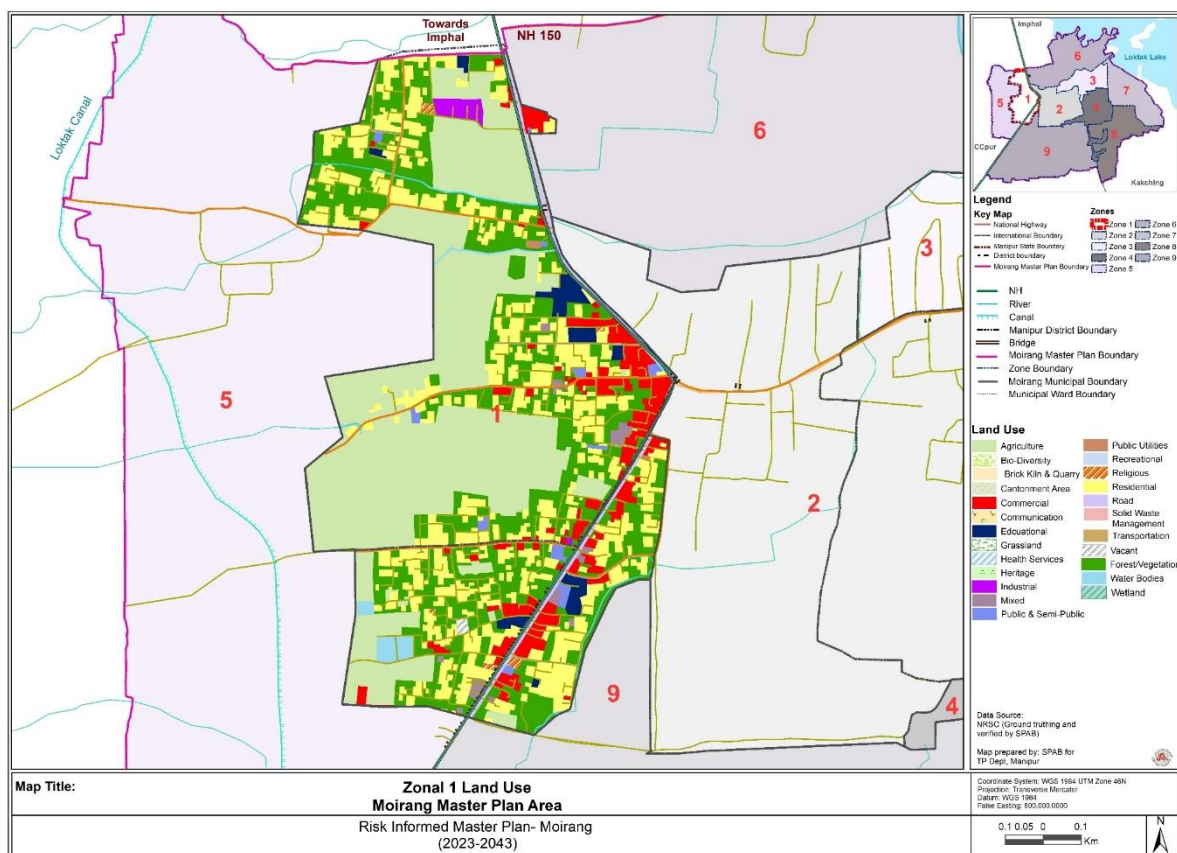 Towards
Imphal
NH 150
Loktak Canal
6
3
5
1
2
9
4
Imphal
Loktak Lake
6
3
7
5
1
2
4
8
9
CCpur
Kakching
Legend
Key Map
National Highway
International Boundary
Manipur State Boundary
District boundary
Moirang Master Plan Boundary
Zones
Zone 1
Zone 2
Zone 3
Zone 4
Zone 5
Zone 6
Zone 7
Zone 8
Zone 9
NH
River
Canal
Manipur District Boundary
Bridge
Moirang Master Plan Boundary
Zone Boundary
Moirang Municipal Boundary
Municipal Ward Boundary
Land Use
Agriculture
Bio-Diversity
Brick Kiln & Quarry
Cantonment Area
Commercial
Communication
Edcuational
Grassland
Health Services
Heritage
Industrial
Mixed
Public & Semi-Public
Public Utilities
Recreational
Religious
Residential
Road
Solid Waste
Management
Transportation
Vacant
Forest/Vegetation
Water Bodies
Wetland
Data Source:
NRSC (Ground truthing and
verified by SPAB)
Map prepared by: SPAB for
TP Dept, Manipur
Map Title:
Zonal 1 Land Use
Moirang Master Plan Area
Risk Informed Master Plan- Moirang
(2023-2043)
Coordinate System: WGS 1984 UTM Zone 46N
Projection: Transverse Mercator
Datum: WGS 1984
False Easting: 500,000.0000
0.1 0.05 0 0.1
Km
N